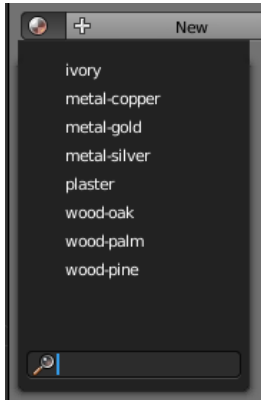 New
ivory
metal-copper
metal-gold
metal-silver
plaster
wood-oak
wood-palm
wood-pine